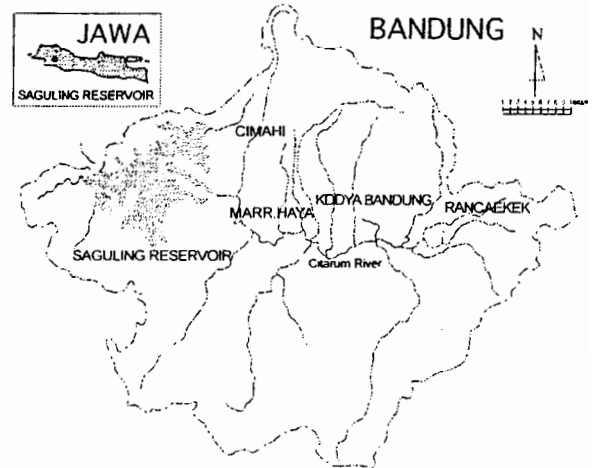 JAWA
SAGULING RESERVOIR
BANDUNG
N
CIMAHI
KODYA BANDUNG
MARR.HAYA
RANCAEKEK
SAGULING RESERVOIR
Citarum River